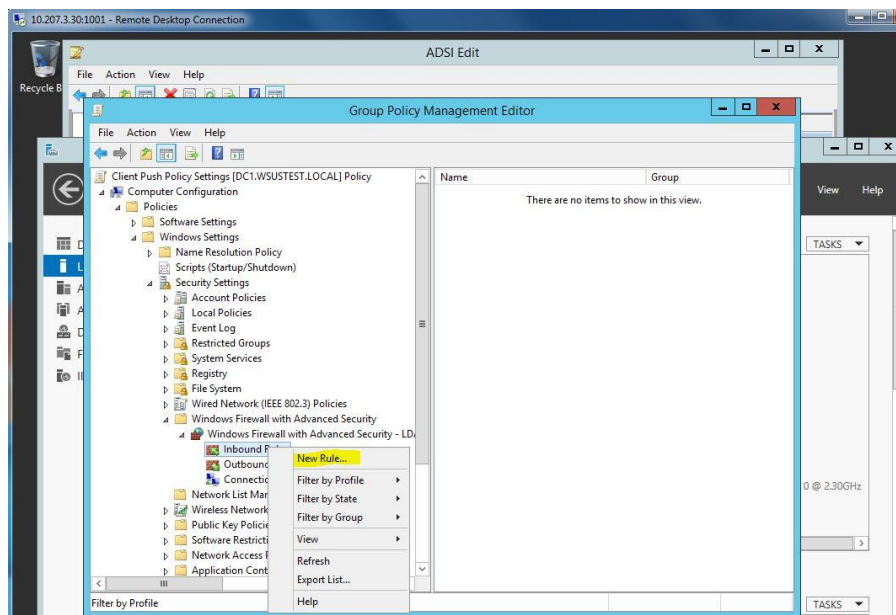 10.207.3.30:1001 - Remote Desktop Connection
ADSI Edit
File Action View Help
Recycle B
Group Policy Management Editor
File Action View Help
View Help
Client Push Policy Settings [DC1.WSUSTEST.LOCAL] Policy
Computer Configuration
Policies
Software Settings
Windows Settings
Name Resolution Policy
Scripts (Startup/Shutdown)
Security Settings
Account Policies
Local Policies
Event Log
Restricted Groups
System Services
Registry
File System
Wired Network (IEEE 802.3) Policies
Windows Firewall with Advanced Security
Windows Firewall with Advanced Security - LDA
Inbound
Outbound
Connectio
Network List Mar
Wireless Network
Public Key Policie
Software Restricti
Network Access P
Application Cont
Name Group
There are no items to show in this view.
TASKS
D
L
A
A
D
F
II
New Rule...
Filter by Profile
Filter by State
Filter by Group
View
Refresh
Export List...
Help
0 @ 2.30GHz
Filter by Profile
TASKS